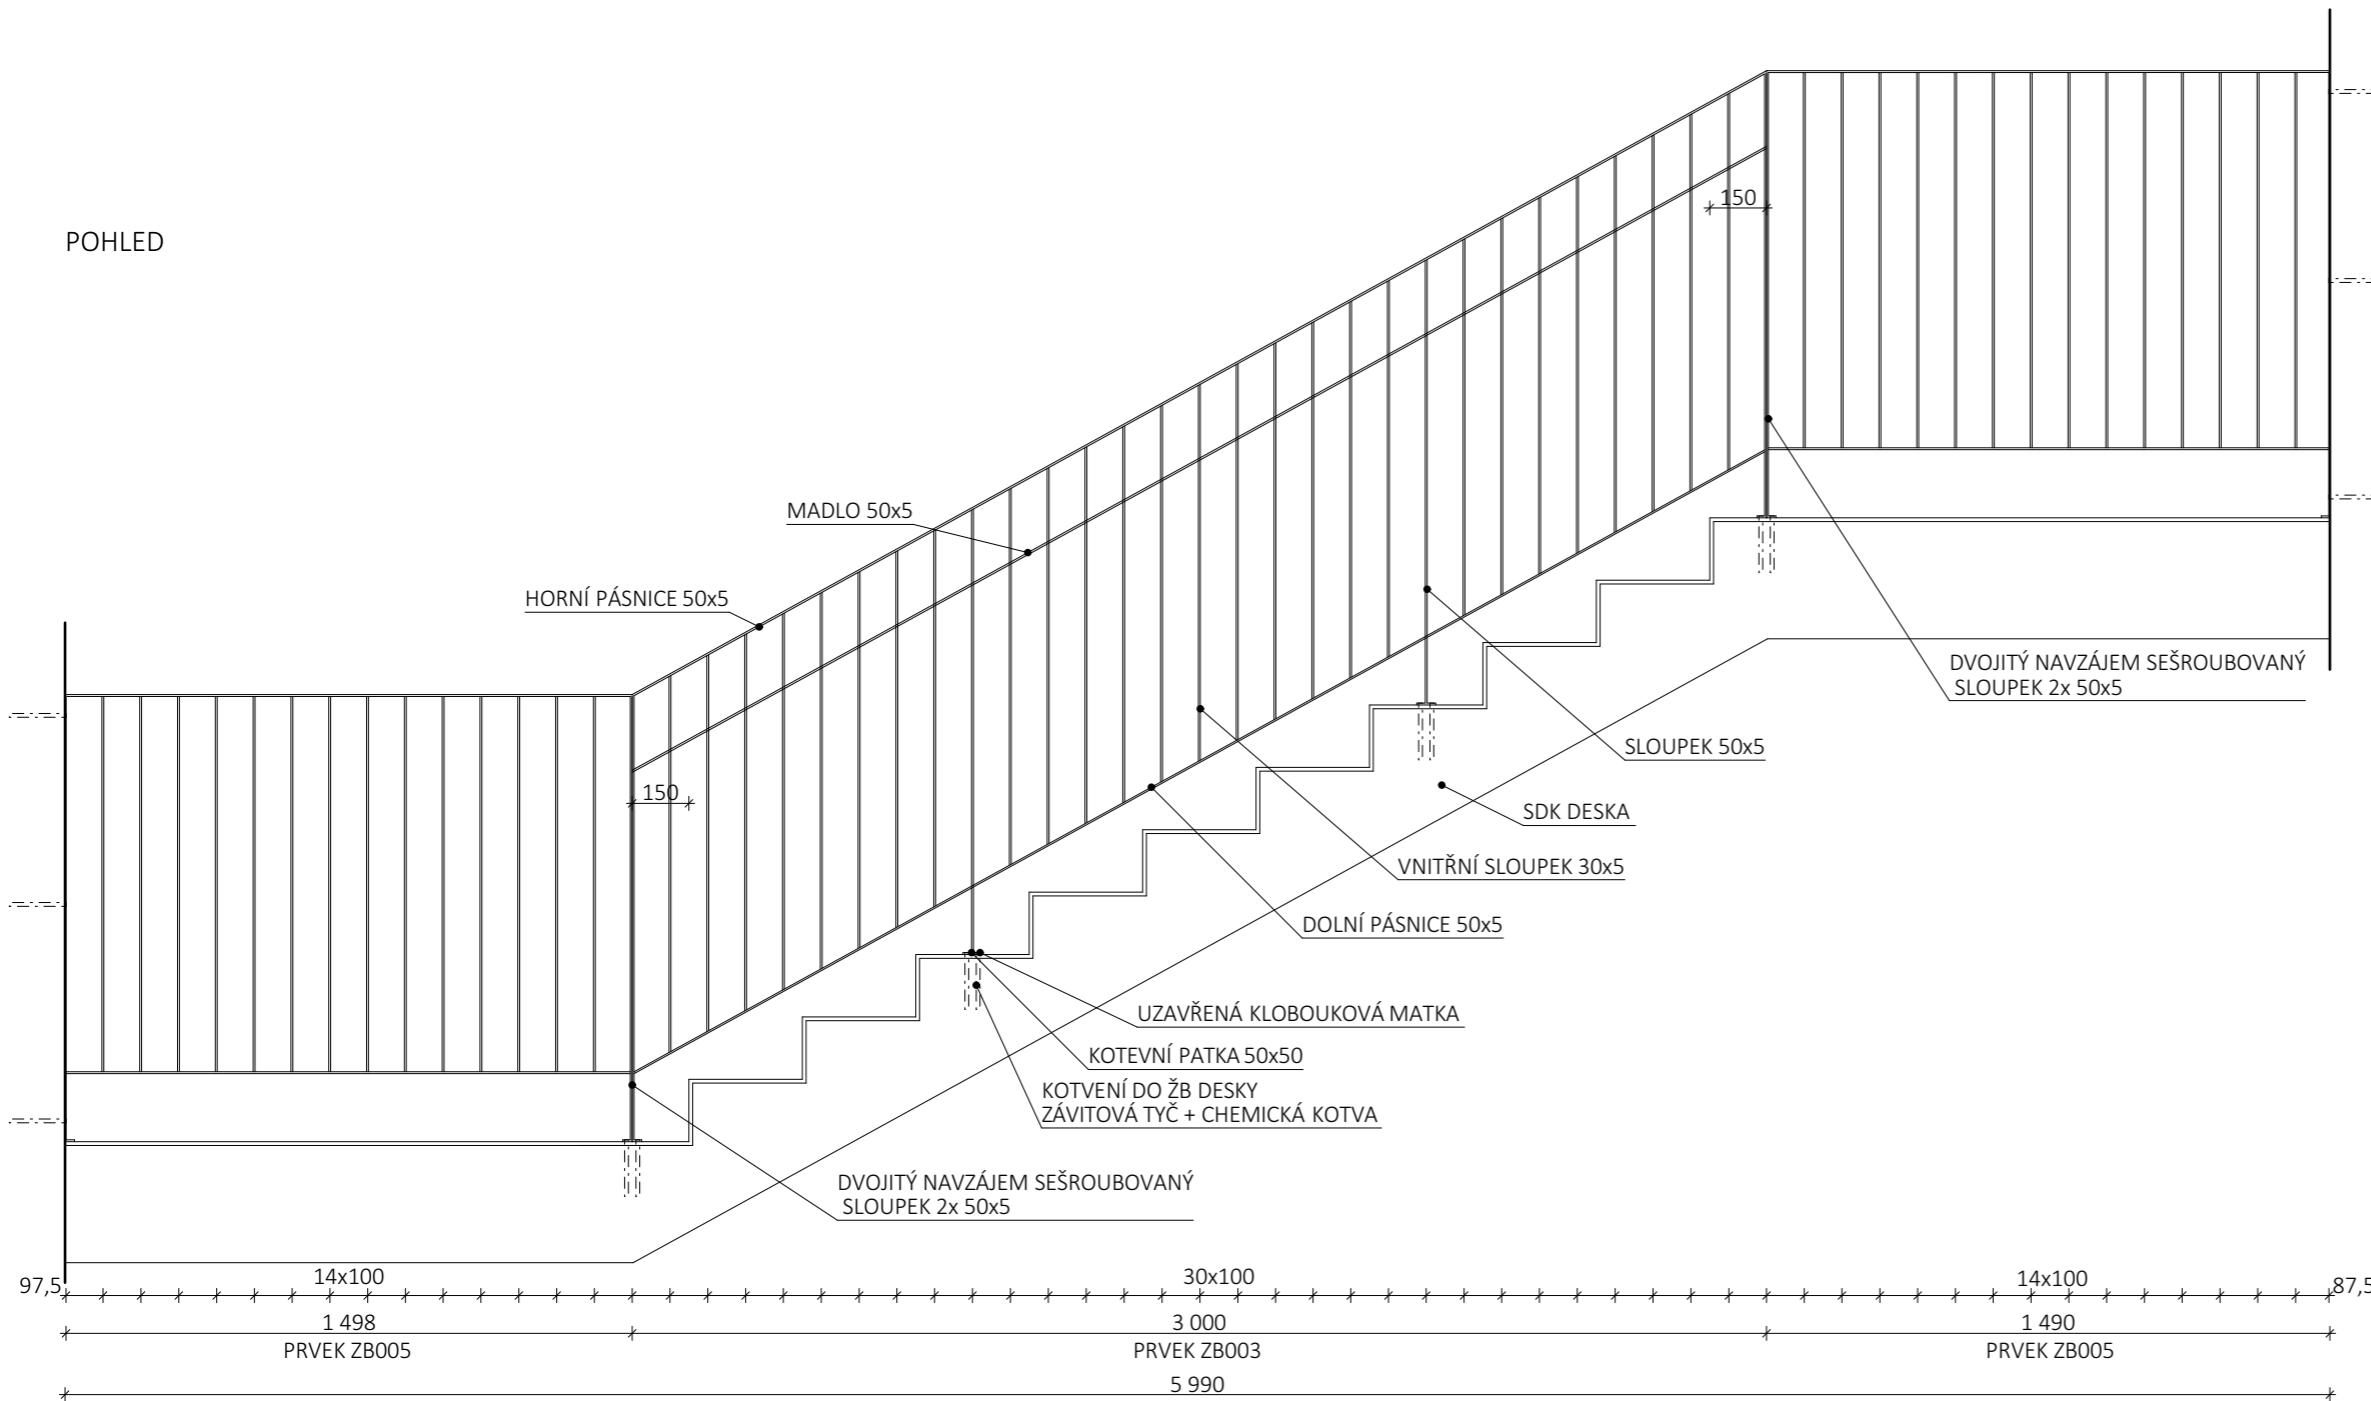 POHLED
150
MADLO 50x5
HORNÍ PÁSNICE 50x5
DVOJITÝ NAVZÁJEM SEŠROUBOVANÝ
SLOUPEK 2x 50x5
SLOUPEK 50x5
150
SDK DESKA
VNITŘNÍ SLOUPEK 30x5
DOLNÍ PÁSNICE 50x5
UZAVŘENÁ KLOBOUKOVÁ MATKA
KOTEVNÍ PATKA 50x50
KOTVENÍ DO ŽB DESKY
ZÁVITOVÁ TYČ + CHEMICKÁ KOTVA
DVOJITÝ NAVZÁJEM SEŠROUBOVANÝ
SLOUPEK 2x 50x5
97,5 14x100 30x100 14x100 87,5
1 498 3 000 1 490
PRVEK ZB005 PRVEK ZB003 PRVEK ZB005
5 990